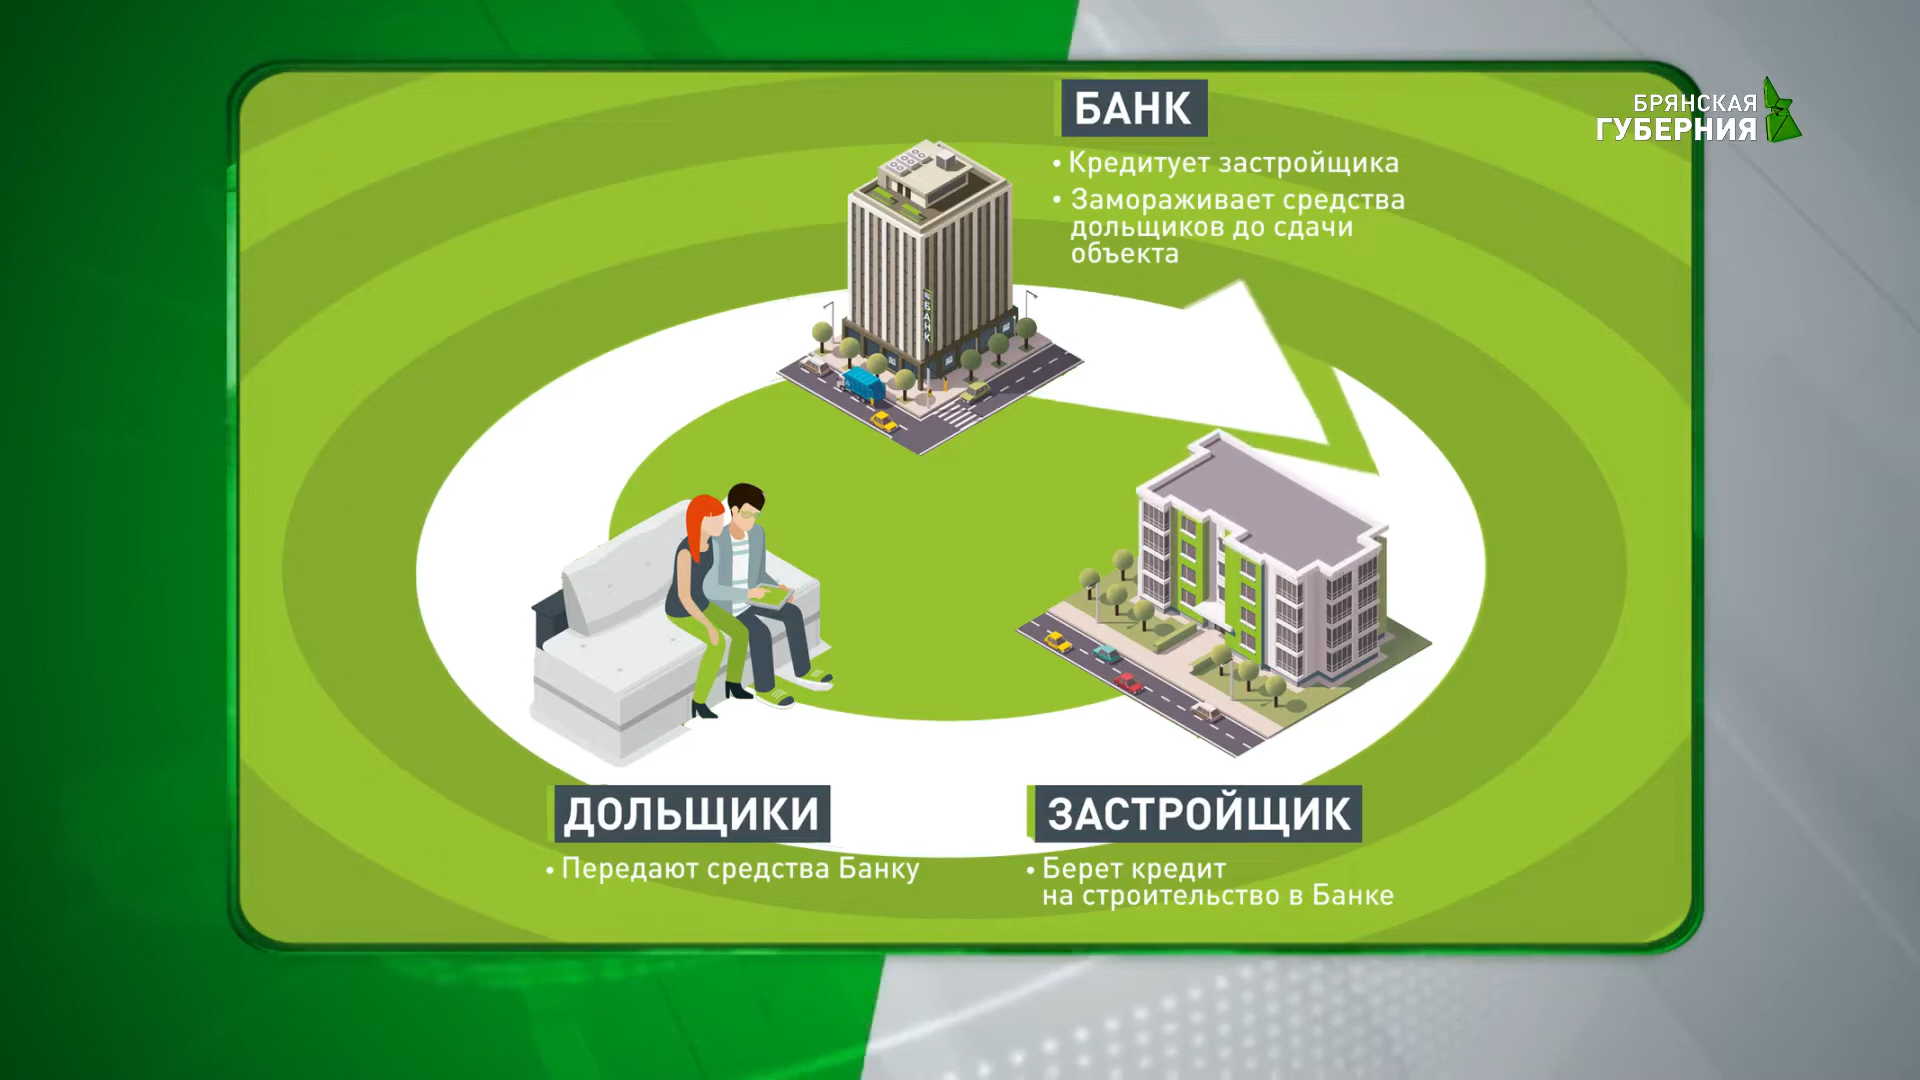 БАНК
• Кредитует застройщика
• Замораживает средства
дольщиков до сдачи
объекта
БРЯНСКАЯ
ГУБЕРНИЯ
БАНК
ДОЛЬЩИКИ
• Передают средства Банку
ЗАСТРОЙЩИК
• Берет кредит
на строительство в Банке